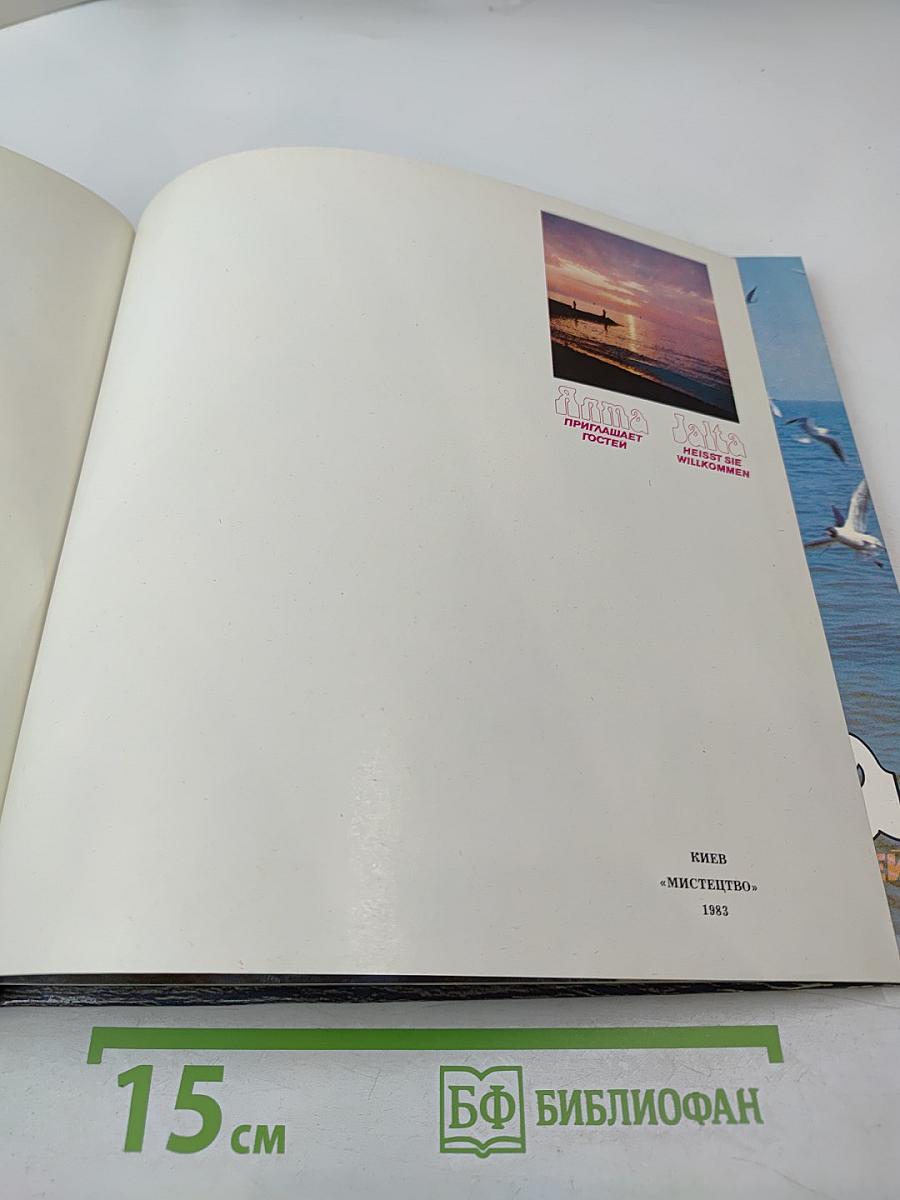 Ялта
ПРИГЛАШАЕТ
ГОСТЕЙ
Jalta
HEISST SIE
WILLKOMMEN
КИЕВ
«МИСТЕЦТВО»
1983
15 см
БФ БИБЛИОФАН